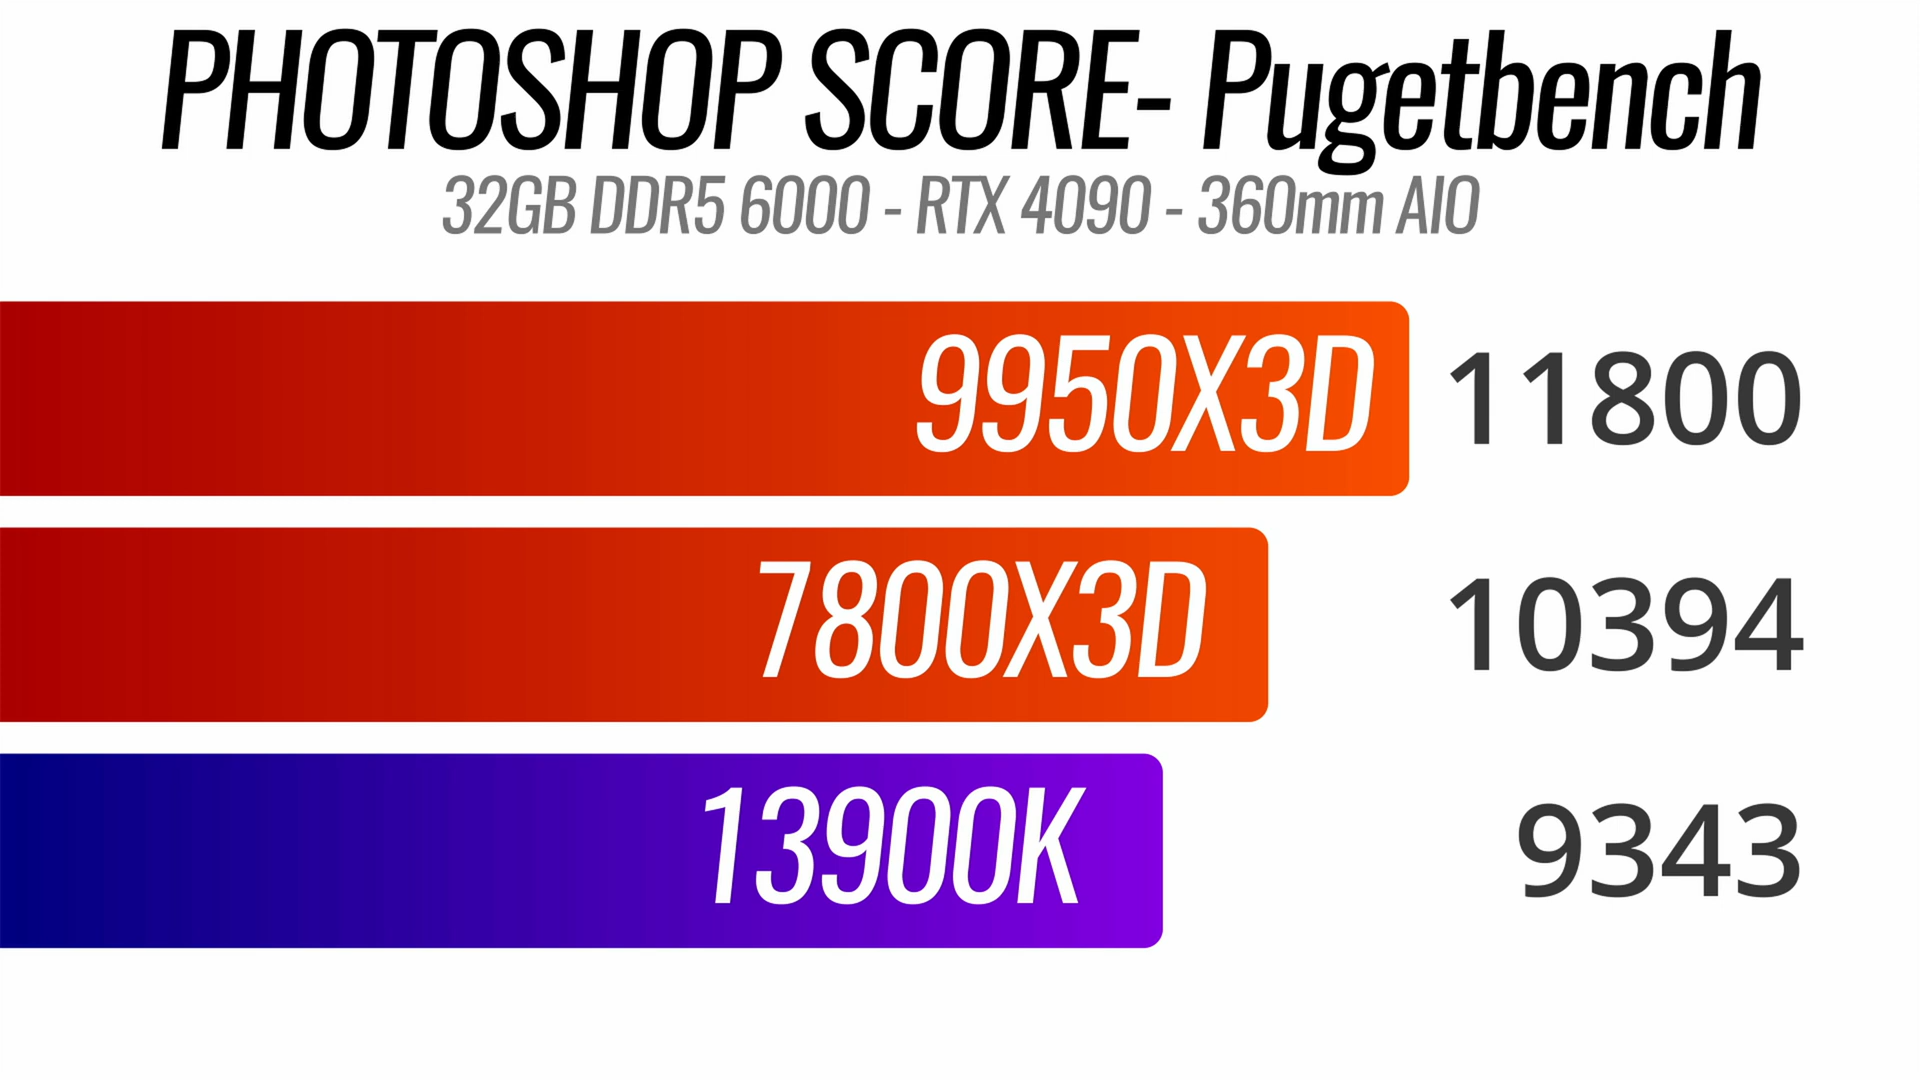 PHOTOSHOP SCORE- Pugetbench
32GB DDR5 6000 - RTX 4090 - 360mm AIO
9950X3D 11800
7800X3D 10394
13900K 9343